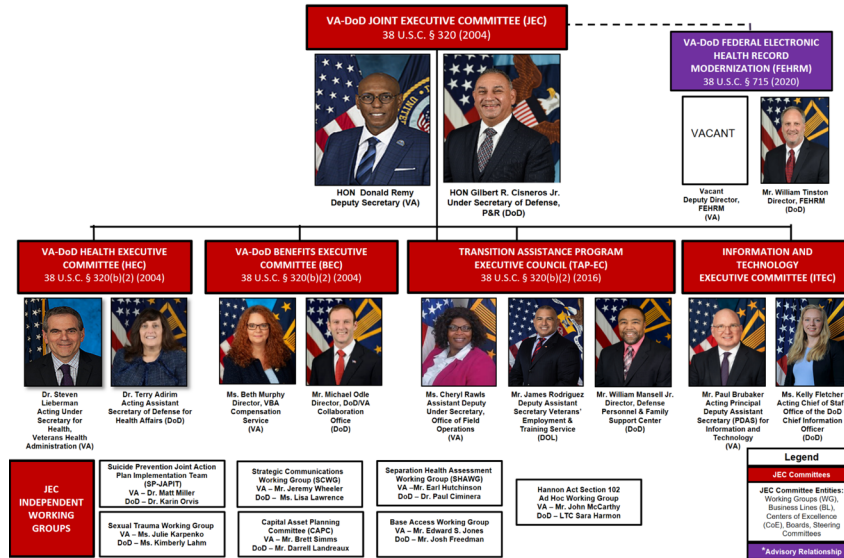 VA-DoD JOINT EXECUTIVE COMMITTEE (JEC)
38 U.S.C. § 320 (2004)
VA-DoD FEDERAL ELECTRONIC
HEALTH RECORD
MODERNIZATION (FEHRM)
38 U.S.C. § 715 (2020)
VACANT
HON Donald Remy
Deputy Secretary (VA)
HON Gilbert R. Cisneros Jr.
Under Secretary of Defense,
P&R (DoD)
Vacant
Deputy Director,
FEHRM
(VA)
Mr. William Tinston
Director, FEHRM
(DoD)
VA-DoD HEALTH EXECUTIVE
COMMITTEE (HEC)
38 U.S.C. § 320(b)(2) (2004)
VA-DoD BENEFITS EXECUTIVE
COMMITTEE (BEC)
38 U.S.C. § 320(b)(2) (2004)
TRANSITION ASSISTANCE PROGRAM
EXECUTIVE COUNCIL (TAP-EC)
38 U.S.C. § 320(b)(2) (2016)
INFORMATION AND
TECHNOLOGY
EXECUTIVE COMMITTEE (ITEC)
Dr. Steven
Lieberman
Acting Under
Secretary for
Health,
Veterans Health
Administration (VA)
Dr. Terry Adirim
Acting Assistant
Secretary of Defense for
Health Affairs (DoD)
Ms. Beth Murphy
Director, VBA
Compensation
Service
(VA)
Mr. Michael Odle
Director, DoD/VA
Collaboration
Office
(DoD)
Ms. Cheryl Rawls
Assistant Deputy
Under Secretary,
Office of Field
Operations
(VA)
Mr. James Rodriguez
Deputy Assistant
Secretary Veterans'
Employment &
Training Service
(DOL)
Mr. William Mansell Jr.
Director, Defense
Personnel & Family
Support Center
(DoD)
Mr. Paul Brubaker
Acting Principal
Deputy Assistant
Secretary (PDAS) for
Information and
Technology
(VA)
Ms. Kelly Fletcher
Acting Chief of Staff
Office of the DoD
Chief Information
Officer
(DoD)
JEC
INDEPENDENT
WORKING
GROUPS
Suicide Prevention Joint Action
Plan Implementation Team
(SP-JAPIT)
VA – Dr. Matt Miller
DoD – Dr. Karin Orvis
Strategic Communications
Working Group (SCWG)
VA – Mr. Jeremy Wheeler
DoD – Ms. Lisa Lawrence
Separation Health Assessment
Working Group (SHAWG)
VA –Mr. Earl Hutchinson
DoD – Dr. Paul Ciminera
Hannon Act Section 102
Ad Hoc Working Group
VA – Mr. John McCarthy
DoD – LTC Sara Harmon
Sexual Trauma Working Group
VA – Ms. Julie Karpenko
DoD – Ms. Kimberly Lahm
Capital Asset Planning
Committee (CAPC)
VA – Mr. Brett Simms
DoD – Mr. Darrell Landreaux
Base Access Working Group
VA – Mr. Edward S. Jones
DoD – Mr. Josh Freedman
Legend
JEC Committees
JEC Committee Entities:
Working Groups (WG),
Business Lines (BL),
Centers of Excellence
(CoE), Boards, Steering
Committees
*Advisory Relationship